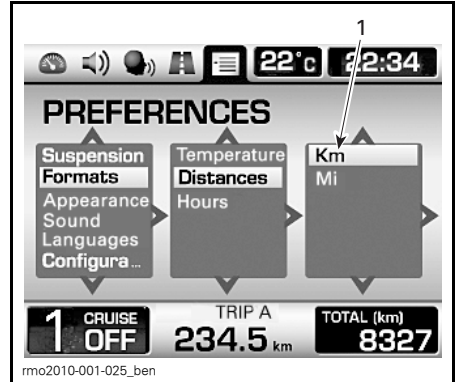 1
22°c 22:34
PREFERENCES
Suspension
Formats
Appearance
Sound
Languages
Configura...
Temperature
Distances
Hours
Km
Mi
1 CRUISE OFF
TRIP A
234.5 km
TOTAL (km)
8327
rmo2010-001-025_ben